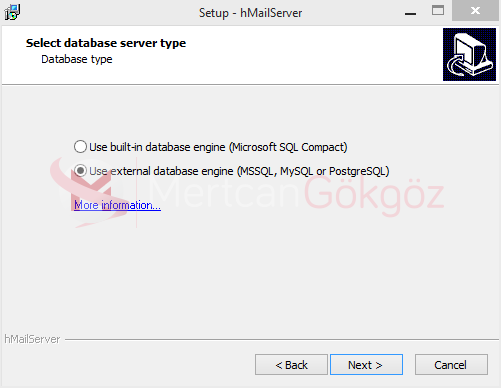 Setup - hMailServer
Select database server type
Database type
Use built-in database engine (Microsoft SQL Compact)
Use external database engine (MSSQL, MySQL or PostgreSQL)
MertcanGökgöz
More information...
hMailServer
< Back
Next >
Cancel